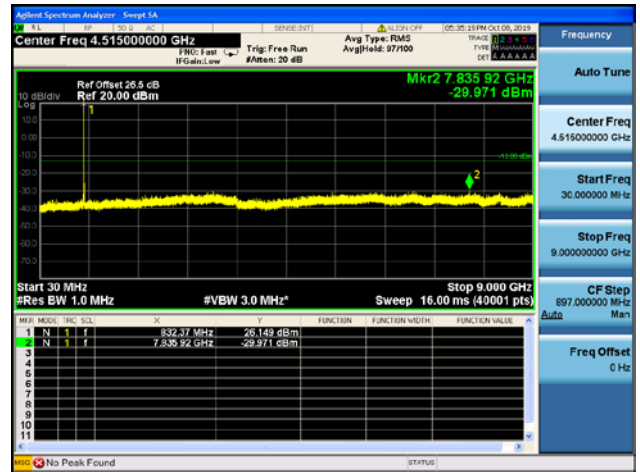 Agilent Spectrum Analyzer - Swept SA
RL RF 50 Ω AC SENSE:INT ALIGN OFF 05:35:15 PM Oct 08, 2019
Center Freq 4.515000000 GHz
PNO: Fast
IFGain:Low
Trig: Free Run
#Atten: 20 dB
Avg Type: RMS
Avg|Hold: 97/100
TRACE 1 2 3 4 5 6
TYPE
DET A A A A A A
Mkr2 7.835 92 GHz
-29.971 dBm
Ref Offset 26.5 dB
Ref 20.00 dBm
10 dB/div
Log
10.0
0.00
-10.0
-20.0
-30.0
-40.0
-50.0
-60.0
-70.0
1
2
-13.00 dBm
Start 30 MHz
Stop 9.000 GHz
#Res BW 1.0 MHz
#VBW 3.0 MHz*
Sweep 16.00 ms (40001 pts)
MKR MODE TRC SCL X Y FUNCTION FUNCTION WIDTH FUNCTION VALUE
1 N 1 f 832.37 MHz 26.149 dBm
2 N 1 f 7.835 92 GHz -29.971 dBm
3
4
5
6
7
8
9
10
11
MSG No Peak Found
STATUS
Frequency
Auto Tune
Center Freq
4.515000000 GHz
Start Freq
30.000000 MHz
Stop Freq
9.000000000 GHz
CF Step
897.000000 MHz
Auto Man
Freq Offset
0 Hz